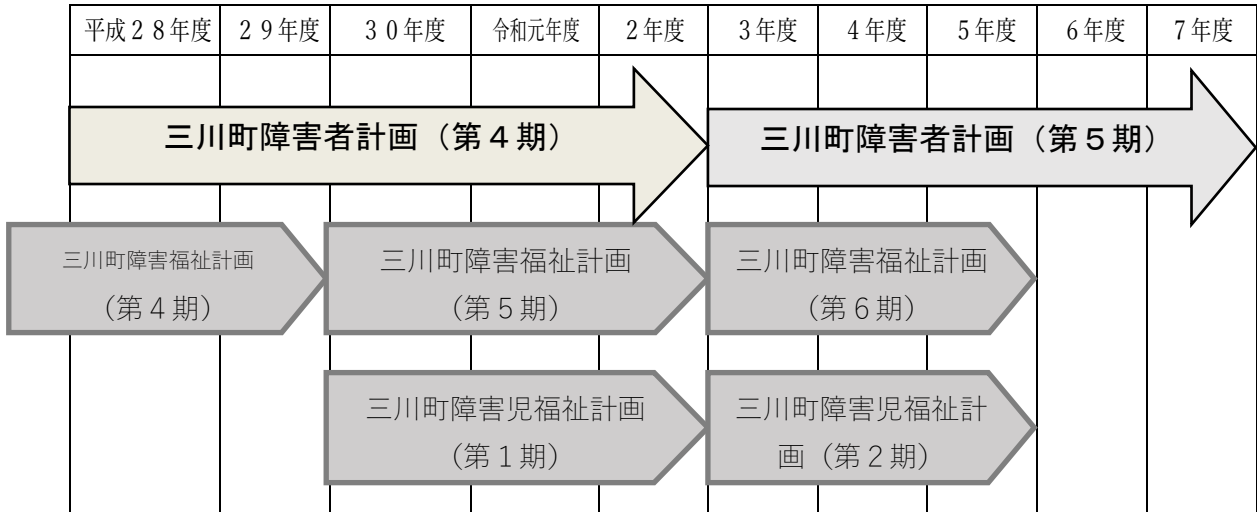 平成２８年度 ２９年度 ３０年度 令和元年度 ２年度 ３年度 ４年度 ５年度 ６年度 ７年度
三川町障害者計画（第４期） 三川町障害者計画（第５期）
三川町障害福祉計画 三川町障害福祉計画 三川町障害福祉計画
（第４期） （第５期） （第６期）
三川町障害児福祉計画 三川町障害児福祉計
（第１期） 画（第２期）